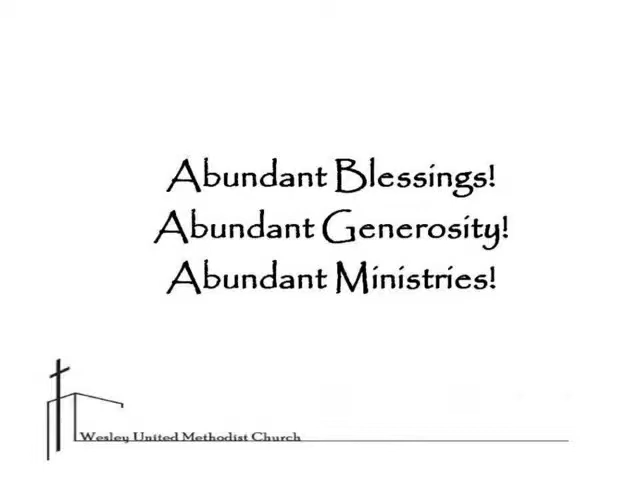 Abundant Blessings!
Abundant Generosity!
Abundant Ministries!
Wesley United Methodist Church